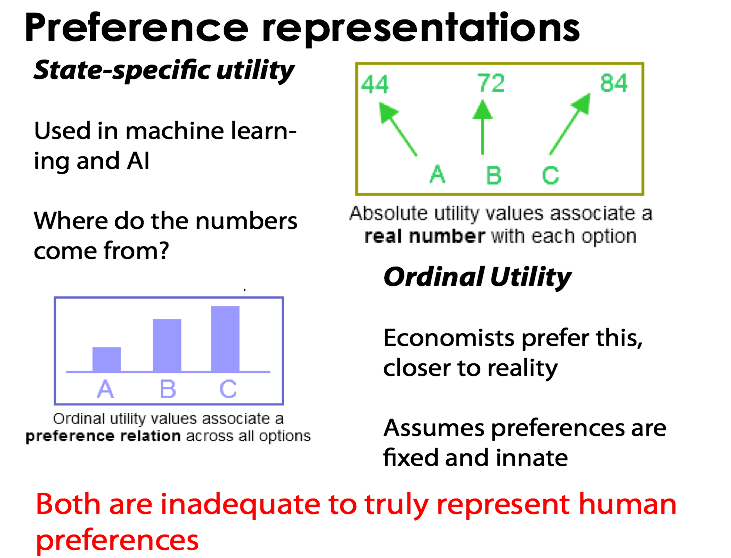 Preference representations
State-specific utility
Used in machine learn-
ing and AI
Where do the numbers
come from?
44 72 84
A B C
Absolute utility values associate a
real number with each option
A B C
Ordinal utility values associate a
preference relation across all options
Ordinal Utility
Economists prefer this,
closer to reality
Assumes preferences are
fixed and innate
Both are inadequate to truly represent human
preferences